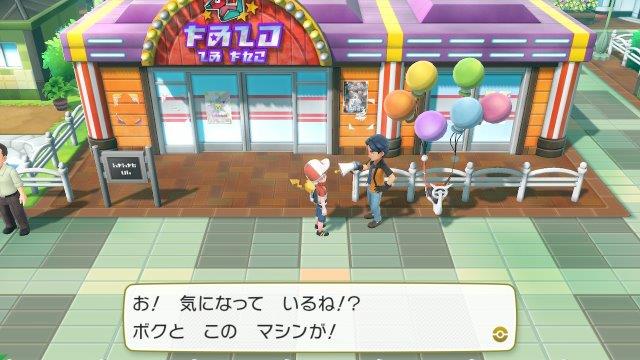 お！　気になって　いるね！？
ボクと　この　マシンが！